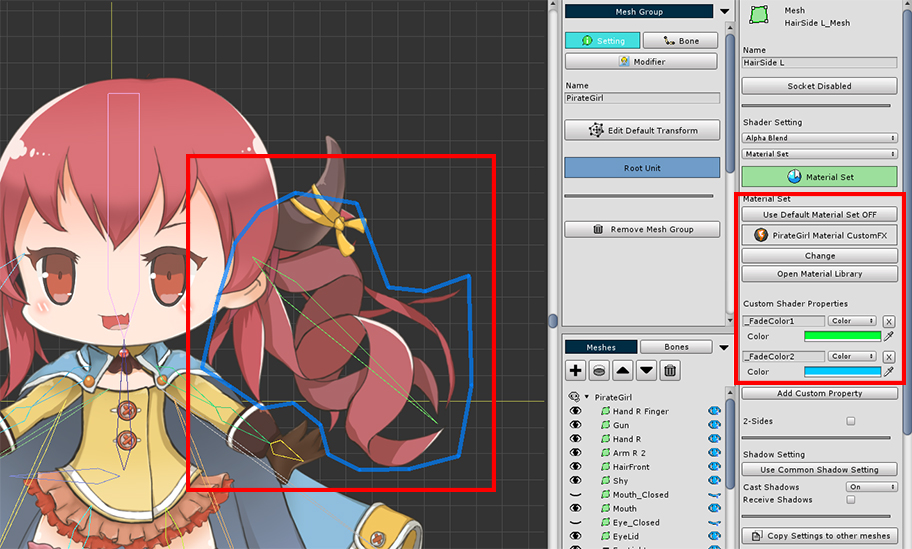 Mesh Group
Setting
Bone
Modifier
Name
PirateGirl
Edit Default Transform
Root Unit
Remove Mesh Group
Meshes
Bones
PirateGirl
Hand R Finger
Gun
Hand R
Arm R 2
HairFront
Shy
Mouth_Closed
Mouth
Eye_Closed
EyeLid
Mesh
HairSide L_Mesh
Name
HairSide L
Socket Disabled
Shader Setting
Alpha Blend
Material Set
Material Set
Material Set
Use Default Material Set OFF
PirateGirl Material CustomFX
Change
Open Material Library
Custom Shader Properties
_FadeColor1 Color X
Color
_FadeColor2 Color X
Color
Add Custom Property
2-Sides
Shadow Setting
Use Common Shadow Setting
Cast Shadows On
Receive Shadows
Copy Settings to other meshes